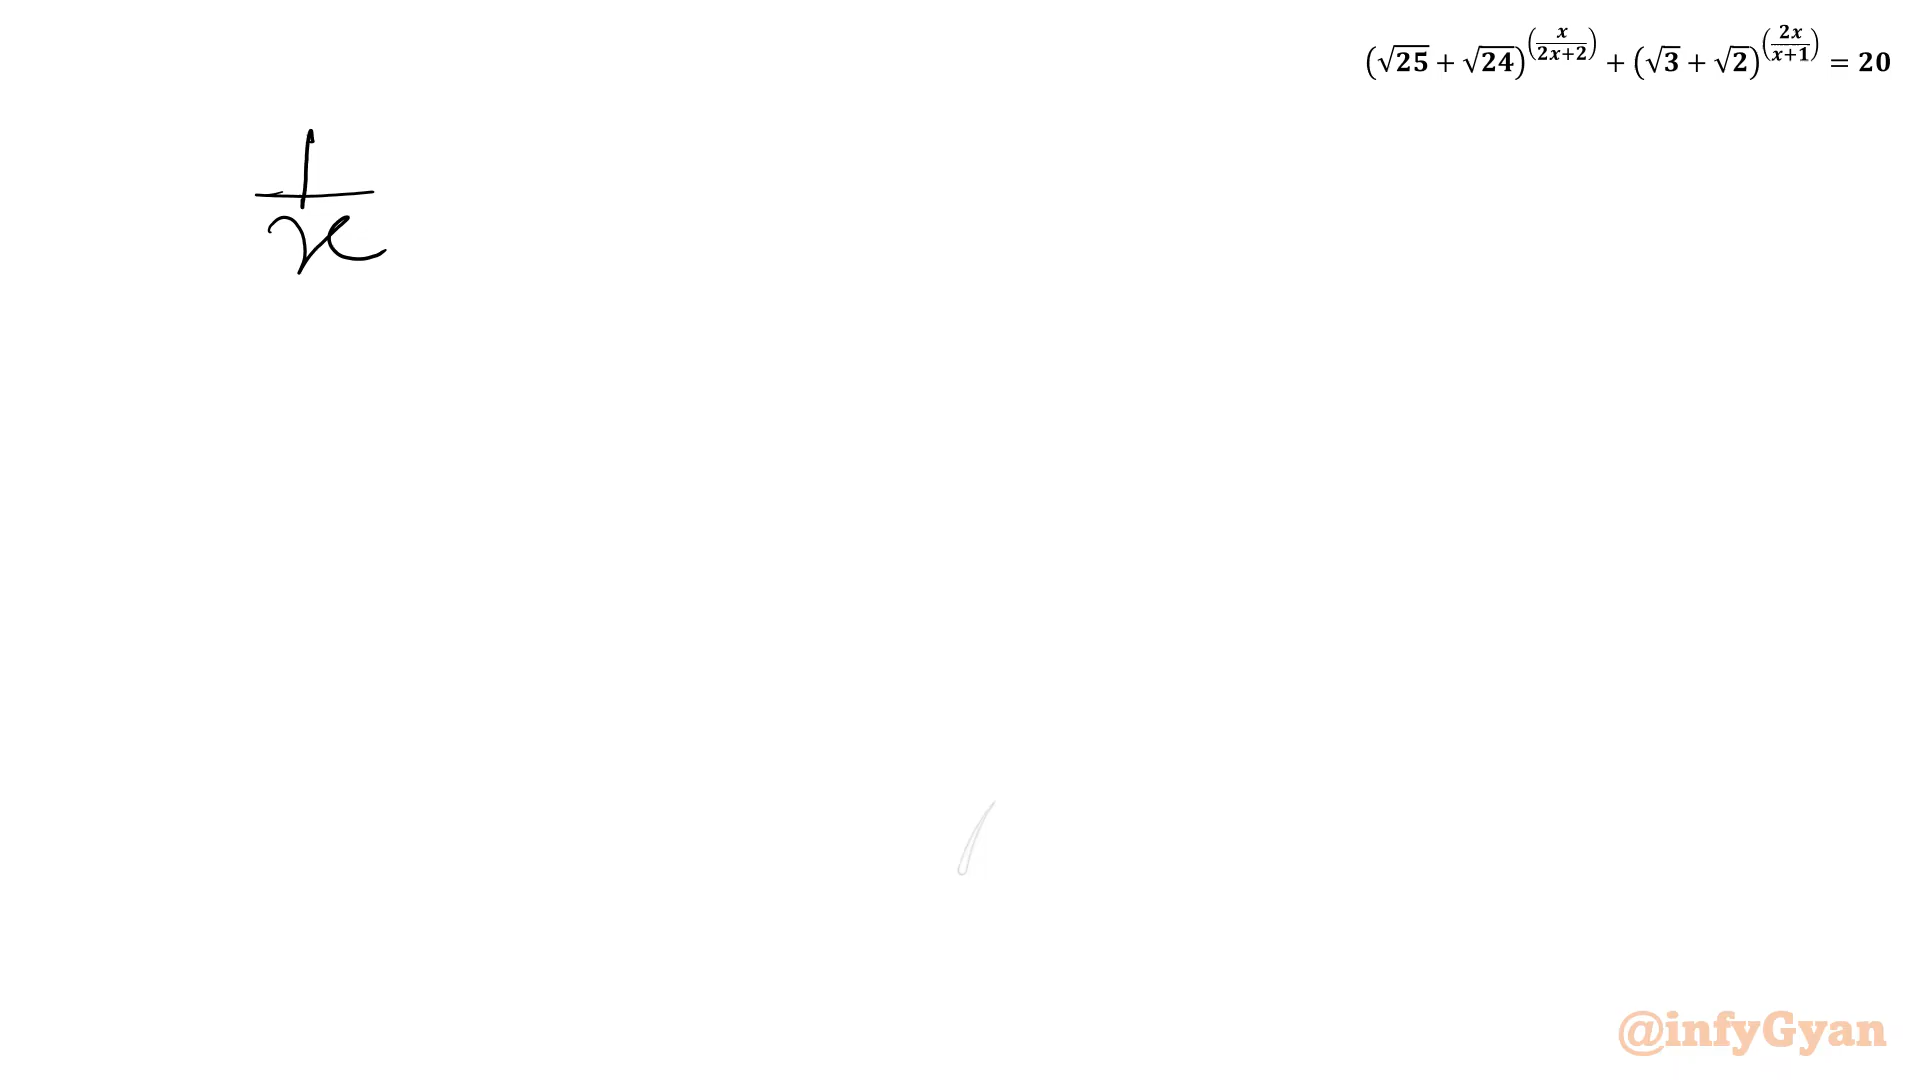 (√25 + √24)^(x/(2x+2)) + (√3 + √2)^(2x/(x+1)) = 20
1
x
@infyGyan